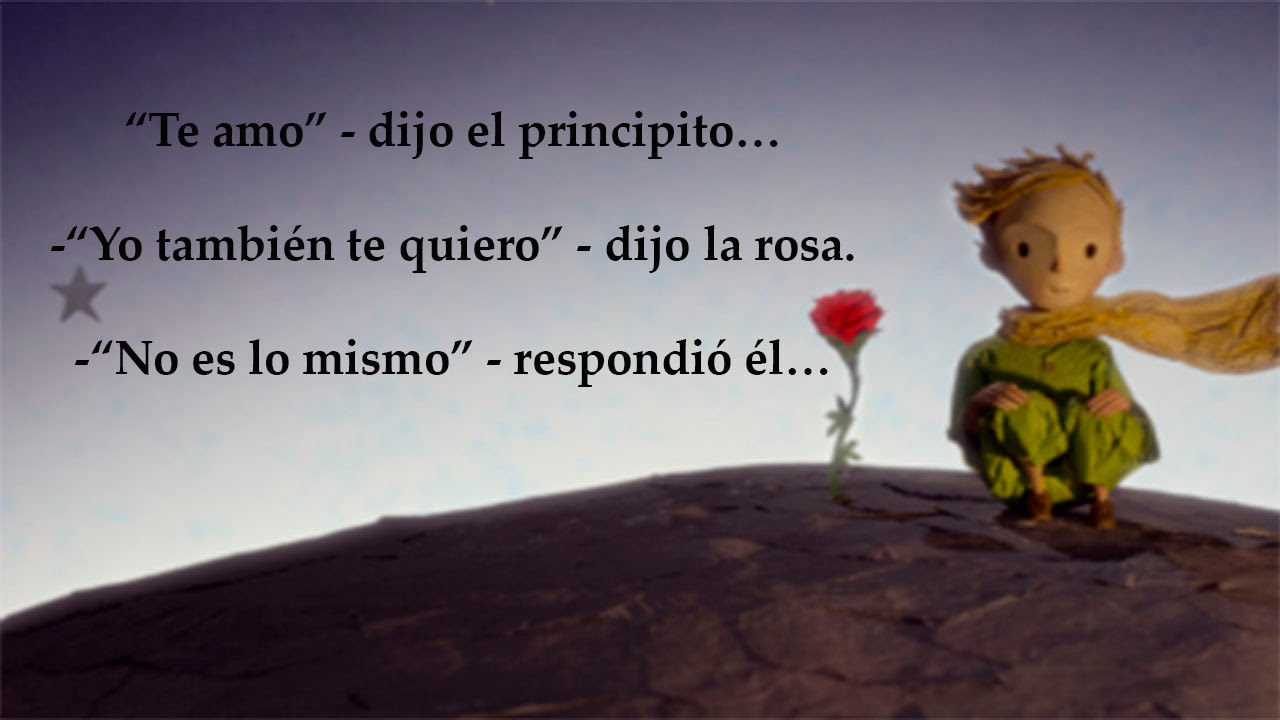 “Te amo” - dijo el principito…
-“Yo también te quiero” - dijo la rosa.
-“No es lo mismo” - respondió él…